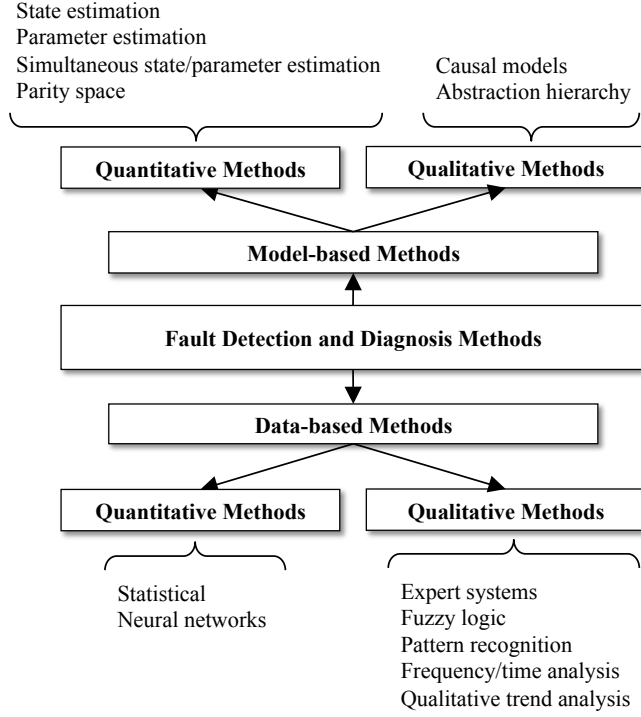 State estimation
Parameter estimation
Simultaneous state/parameter estimation
Parity space
Causal models
Abstraction hierarchy
Quantitative Methods
Qualitative Methods
Model-based Methods
Fault Detection and Diagnosis Methods
Data-based Methods
Quantitative Methods
Qualitative Methods
Statistical
Neural networks
Expert systems
Fuzzy logic
Pattern recognition
Frequency/time analysis
Qualitative trend analysis